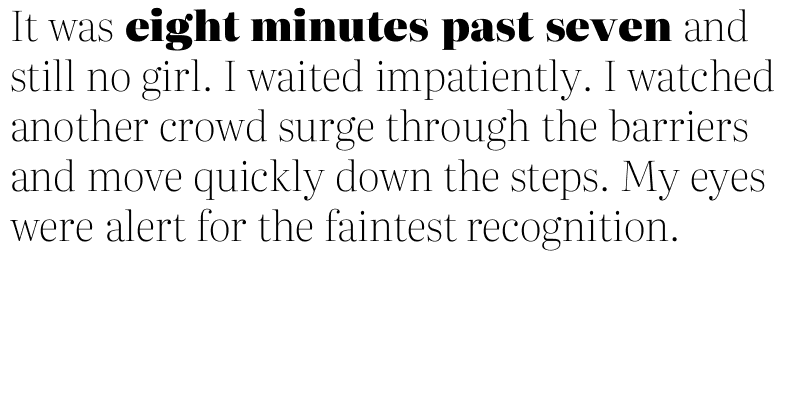 It was eight minutes past seven and
still no girl. I waited impatiently. I watched
another crowd surge through the barriers
and move quickly down the steps. My eyes
were alert for the faintest recognition.